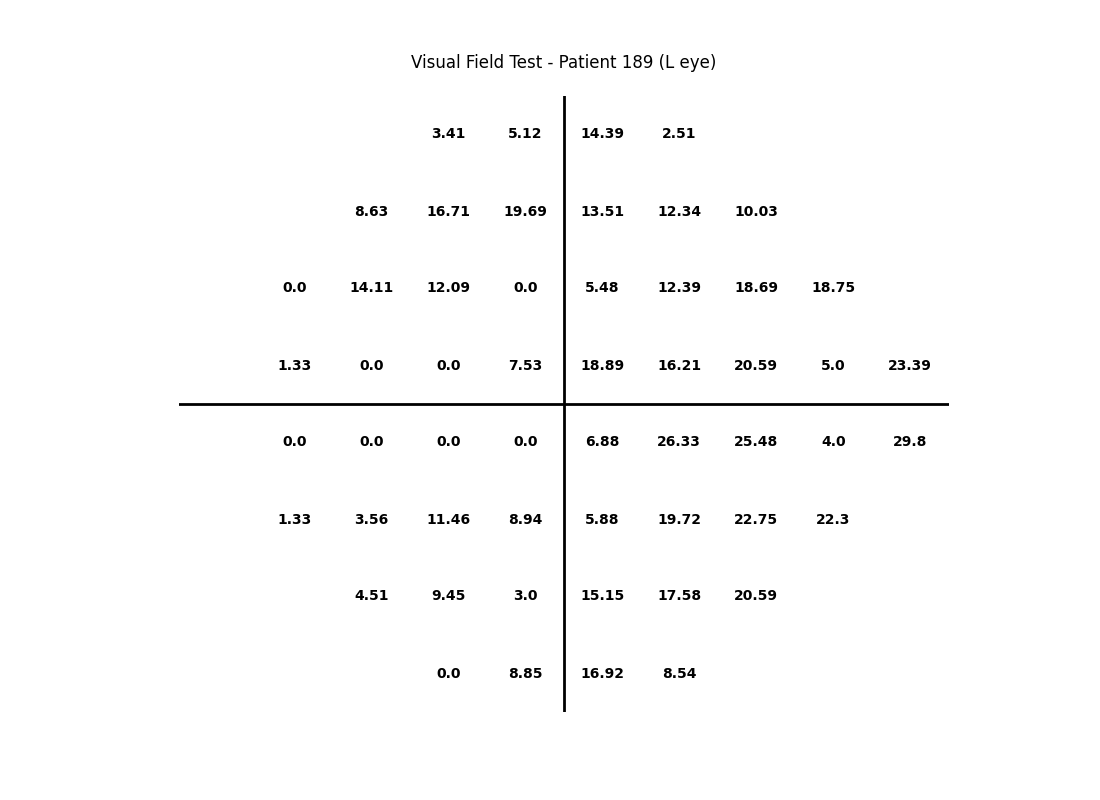 Visual Field Test - Patient 189 (L eye)
3.41 5.12 14.39 2.51
8.63 16.71 19.69 13.51 12.34 10.03
0.0 14.11 12.09 0.0 5.48 12.39 18.69 18.75
1.33 0.0 0.0 7.53 18.89 16.21 20.59 5.0 23.39
0.0 0.0 0.0 0.0 6.88 26.33 25.48 4.0 29.8
1.33 3.56 11.46 8.94 5.88 19.72 22.75 22.3
4.51 9.45 3.0 15.15 17.58 20.59
0.0 8.85 16.92 8.54